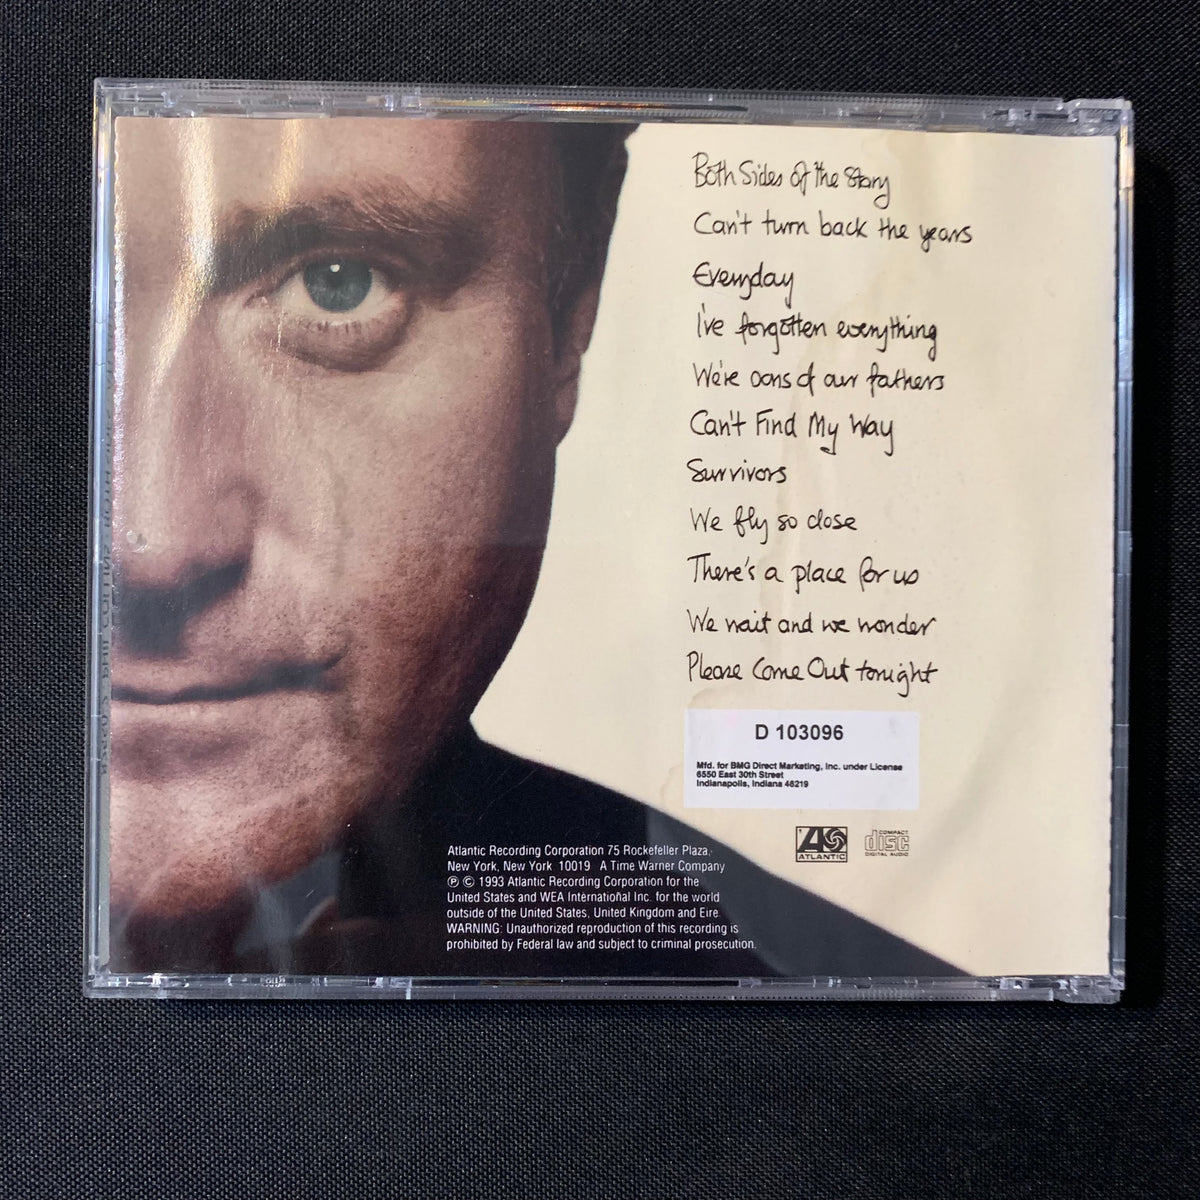 Both Sides of the Story
Can't turn back the years
Everyday
I've forgotten everything
We're sons of our fathers
Can't Find My Way
Survivors
We fly so close
There's a place for us
We wait and we wonder
Please Come Out tonight
D 103096
Mfd. for BMG Direct Marketing, Inc. under License
6550 East 30th Street
Indianapolis, Indiana 46219
ATLANTIC
COMPACT
disc
DIGITAL AUDIO
Atlantic Recording Corporation 75 Rockefeller Plaza,
New York, New York 10019 A Time Warner Company
℗ © 1993 Atlantic Recording Corporation for the
United States and WEA International Inc. for the world
outside of the United States, United Kingdom and Eire.
WARNING: Unauthorized reproduction of this recording is
prohibited by Federal law and subject to criminal prosecution.